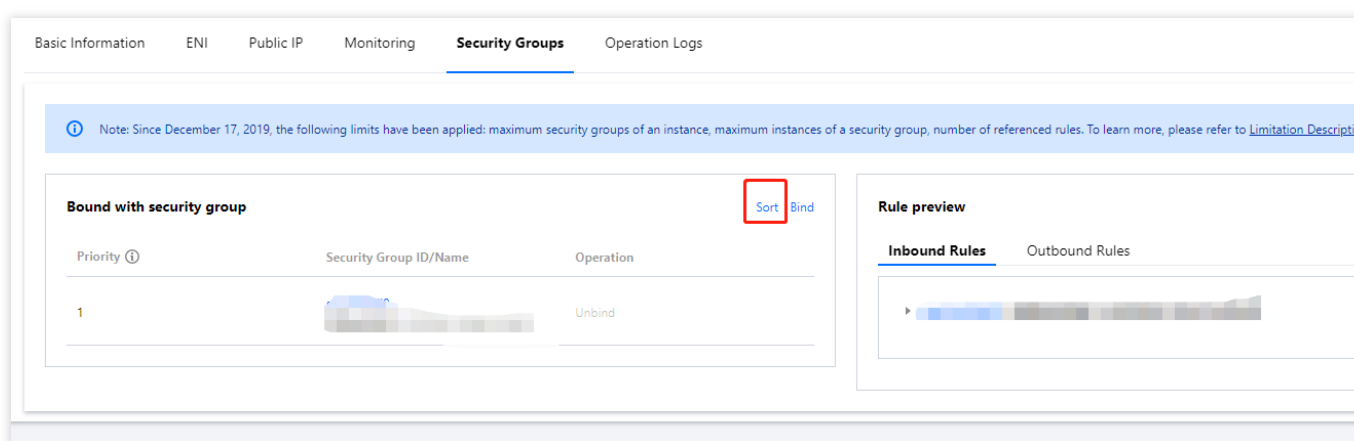 Basic Information ENI Public IP Monitoring Security Groups Operation Logs
Note: Since December 17, 2019, the following limits have been applied: maximum security groups of an instance, maximum instances of a security group, number of referenced rules. To learn more, please refer to Limitation Descripti
Bound with security group Sort Bind
Priority Security Group ID/Name Operation
1 Unbind
Rule preview
Inbound Rules Outbound Rules